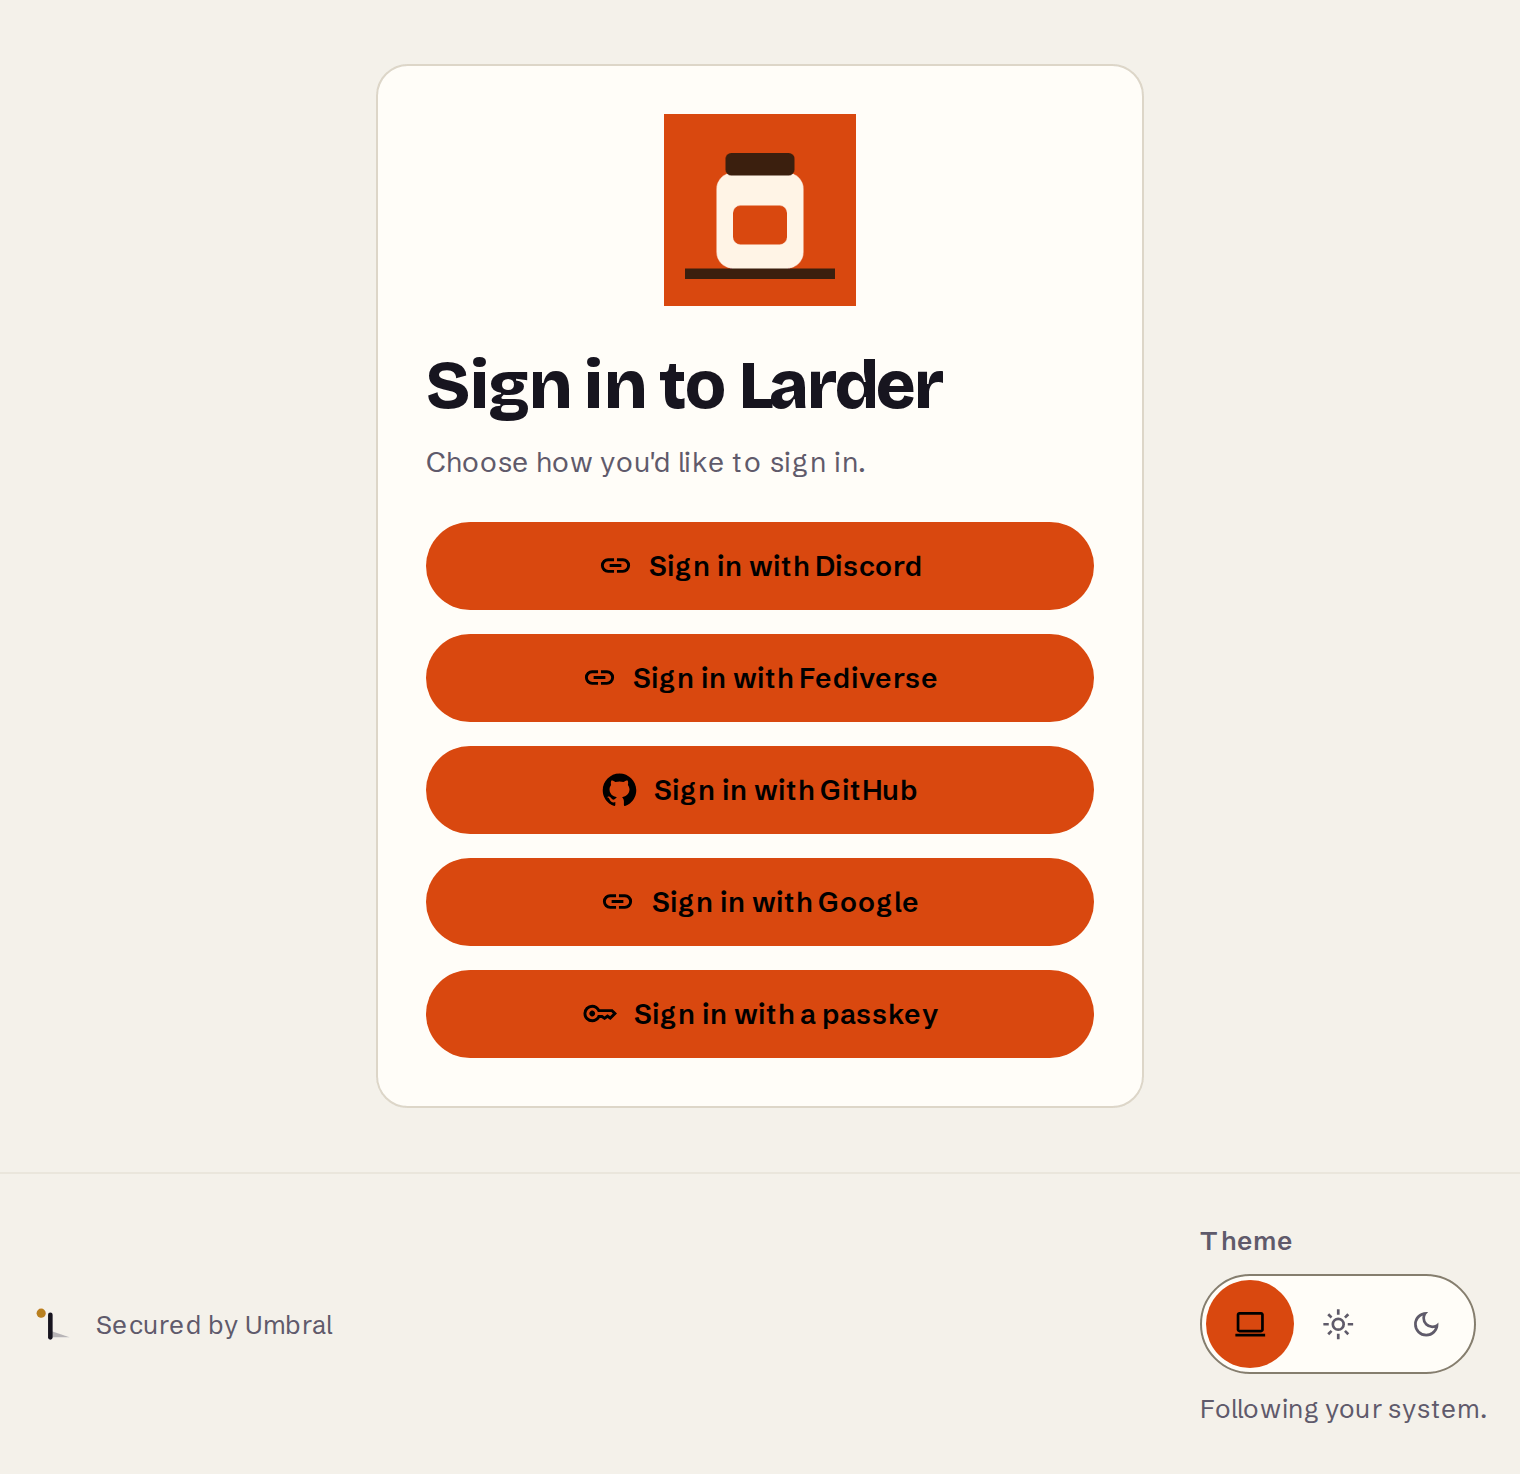 Sign in to Larder
Choose how you'd like to sign in.
Sign in with Discord
Sign in with Fediverse
Sign in with GitHub
Sign in with Google
Sign in with a passkey
Theme
Secured by Umbral
Following your system.